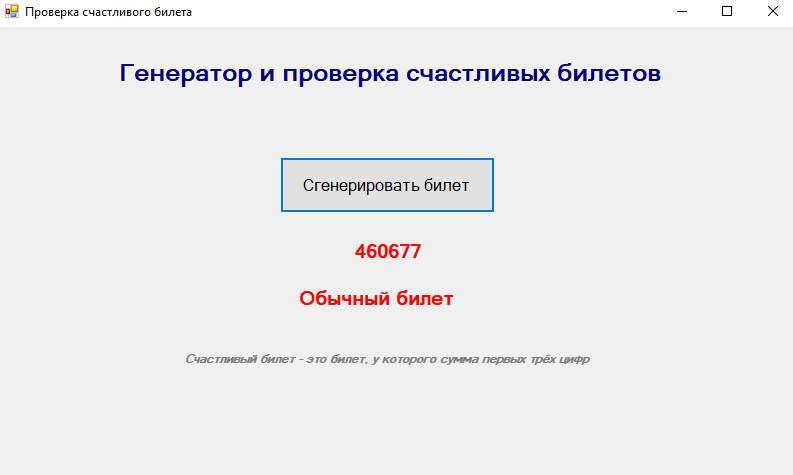 Проверка счастливого билета
Генератор и проверка счастливых билетов
Сгенерировать билет
460677
Обычный билет
Счастливый билет - это билет, у которого сумма первых трёх цифр